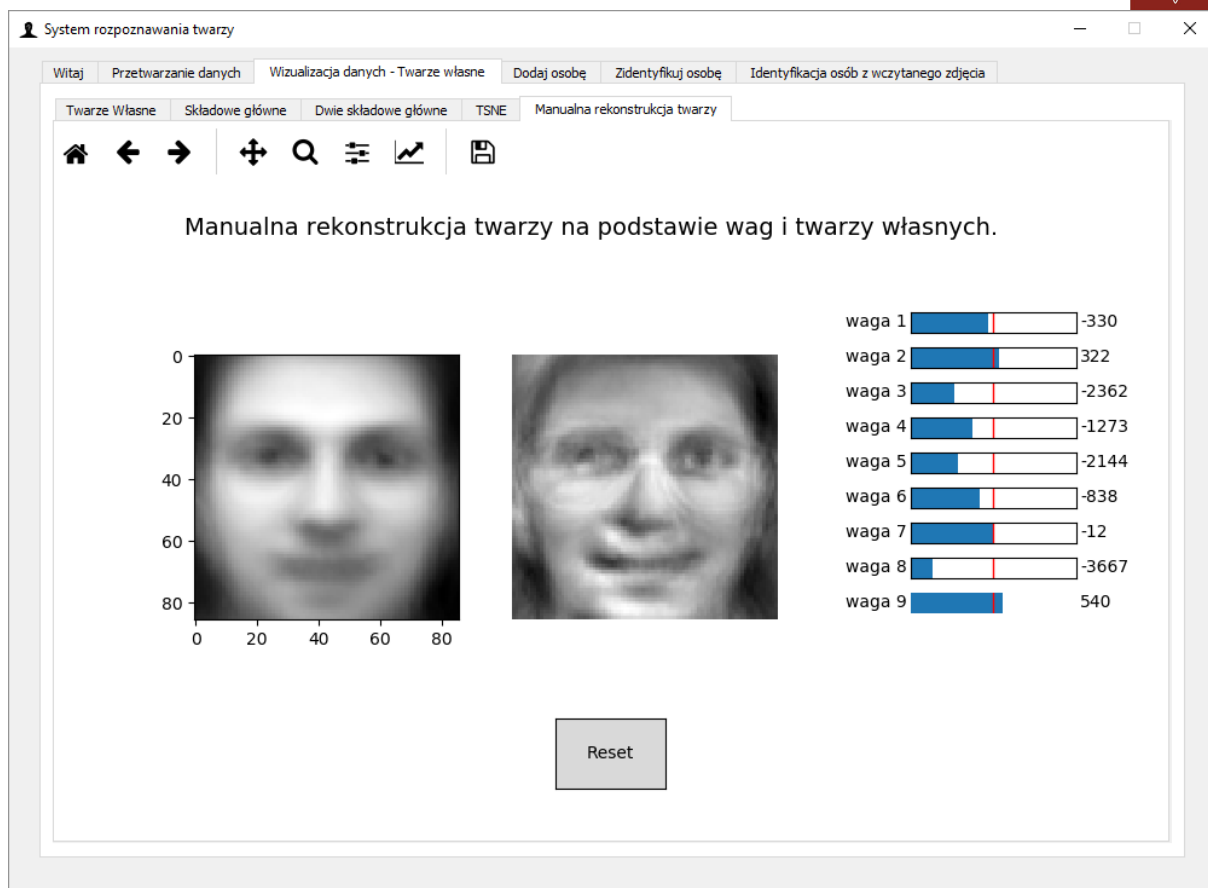 System rozpoznawania twarzy
Witaj Przetwarzanie danych Wizualizacja danych - Twarze własne Dodaj osobę Zidentyfikuj osobę Identyfikacja osób z wczytanego zdjęcia
Twarze Własne Składowe główne Dwie składowe główne TSNE Manualna rekonstrukcja twarzy
Manualna rekonstrukcja twarzy na podstawie wag i twarzy własnych.
waga 1 -330
waga 2 322
waga 3 -2362
waga 4 -1273
waga 5 -2144
waga 6 -838
waga 7 -12
waga 8 -3667
waga 9 540
0
20
40
60
80
0 20 40 60 80
Reset